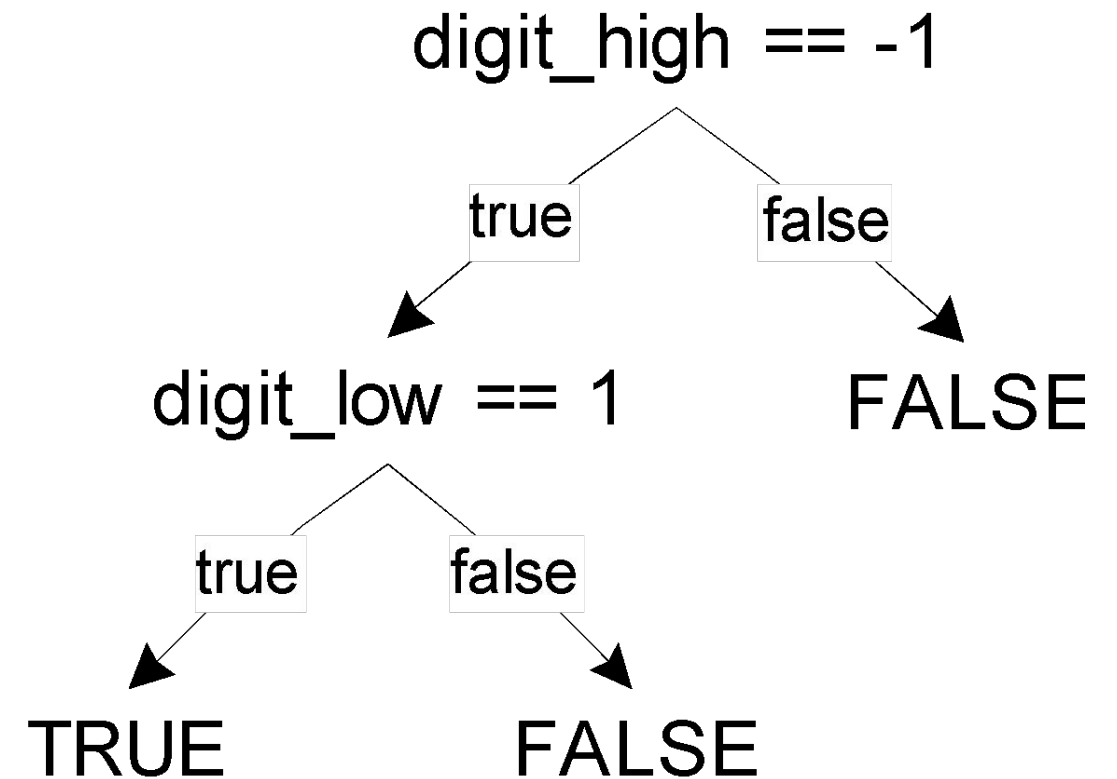 digit_high == -1
true
false
digit_low == 1
FALSE
true
false
TRUE
FALSE